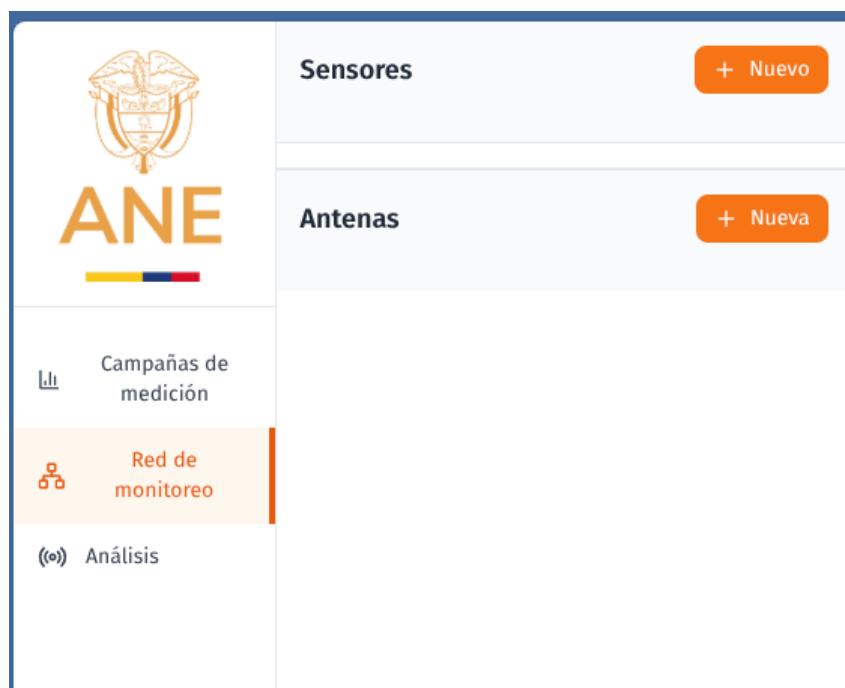 ANE
Campañas de
medición
Red de
monitoreo
Análisis
Sensores
+ Nuevo
Antenas
+ Nueva